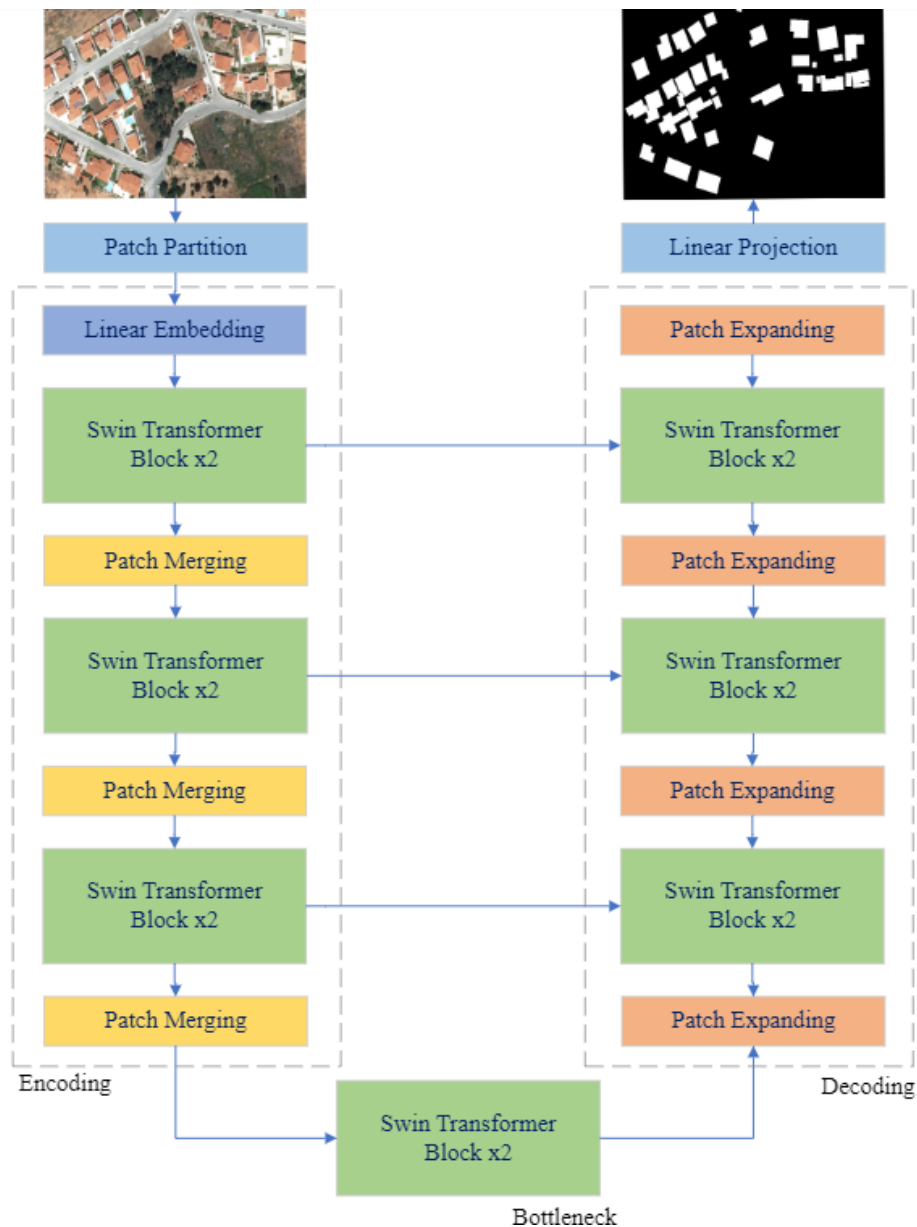 Patch Partition
Linear Embedding
Swin Transformer
Block x2
Patch Merging
Swin Transformer
Block x2
Patch Merging
Swin Transformer
Block x2
Patch Merging
Encoding
Swin Transformer
Block x2
Bottleneck
Linear Projection
Patch Expanding
Swin Transformer
Block x2
Patch Expanding
Swin Transformer
Block x2
Patch Expanding
Swin Transformer
Block x2
Patch Expanding
Decoding